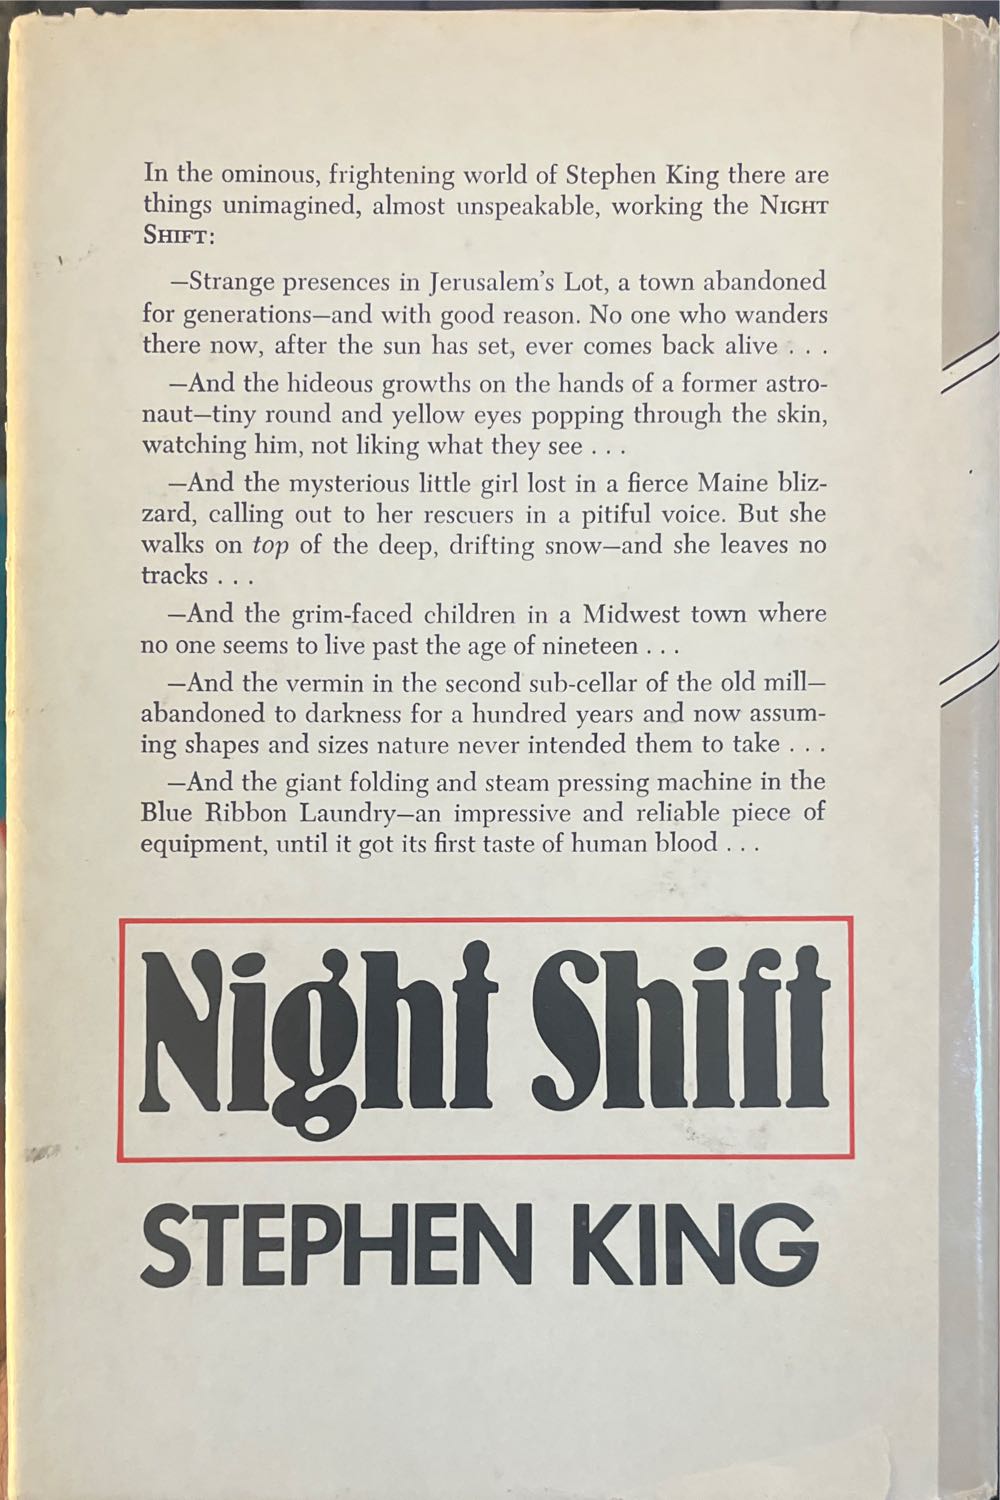 In the ominous, frightening world of Stephen King there are
things unimagined, almost unspeakable, working the NIGHT
SHIFT:
—Strange presences in Jerusalem's Lot, a town abandoned
for generations—and with good reason. No one who wanders
there now, after the sun has set, ever comes back alive . . .
—And the hideous growths on the hands of a former astro-
naut—tiny round and yellow eyes popping through the skin,
watching him, not liking what they see . . .
—And the mysterious little girl lost in a fierce Maine bliz-
zard, calling out to her rescuers in a pitiful voice. But she
walks on top of the deep, drifting snow—and she leaves no
tracks . . .
—And the grim-faced children in a Midwest town where
no one seems to live past the age of nineteen . . .
—And the vermin in the second sub-cellar of the old mill—
abandoned to darkness for a hundred years and now assum-
ing shapes and sizes nature never intended them to take . . .
—And the giant folding and steam pressing machine in the
Blue Ribbon Laundry—an impressive and reliable piece of
equipment, until it got its first taste of human blood . . .
Night Shift
STEPHEN KING